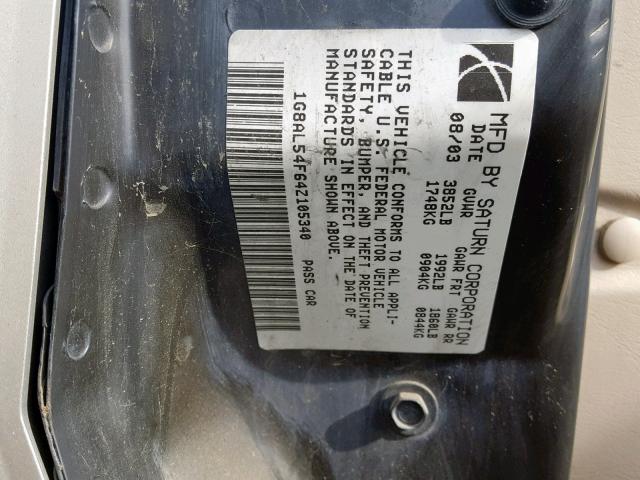 MFD BY SATURN CORPORATION
DATE GVWR GAWR FRT GAWR RR
08/03 3852LB 1992LB 1860LB
1748KG 0904KG 0844KG
THIS VEHICLE CONFORMS TO ALL APPLI-
CABLE U.S. FEDERAL MOTOR VEHICLE
SAFETY, BUMPER, AND THEFT PREVENTION
STANDARDS IN EFFECT ON THE DATE OF
MANUFACTURE SHOWN ABOVE.
1G8AL54F64Z105340 PASS CAR